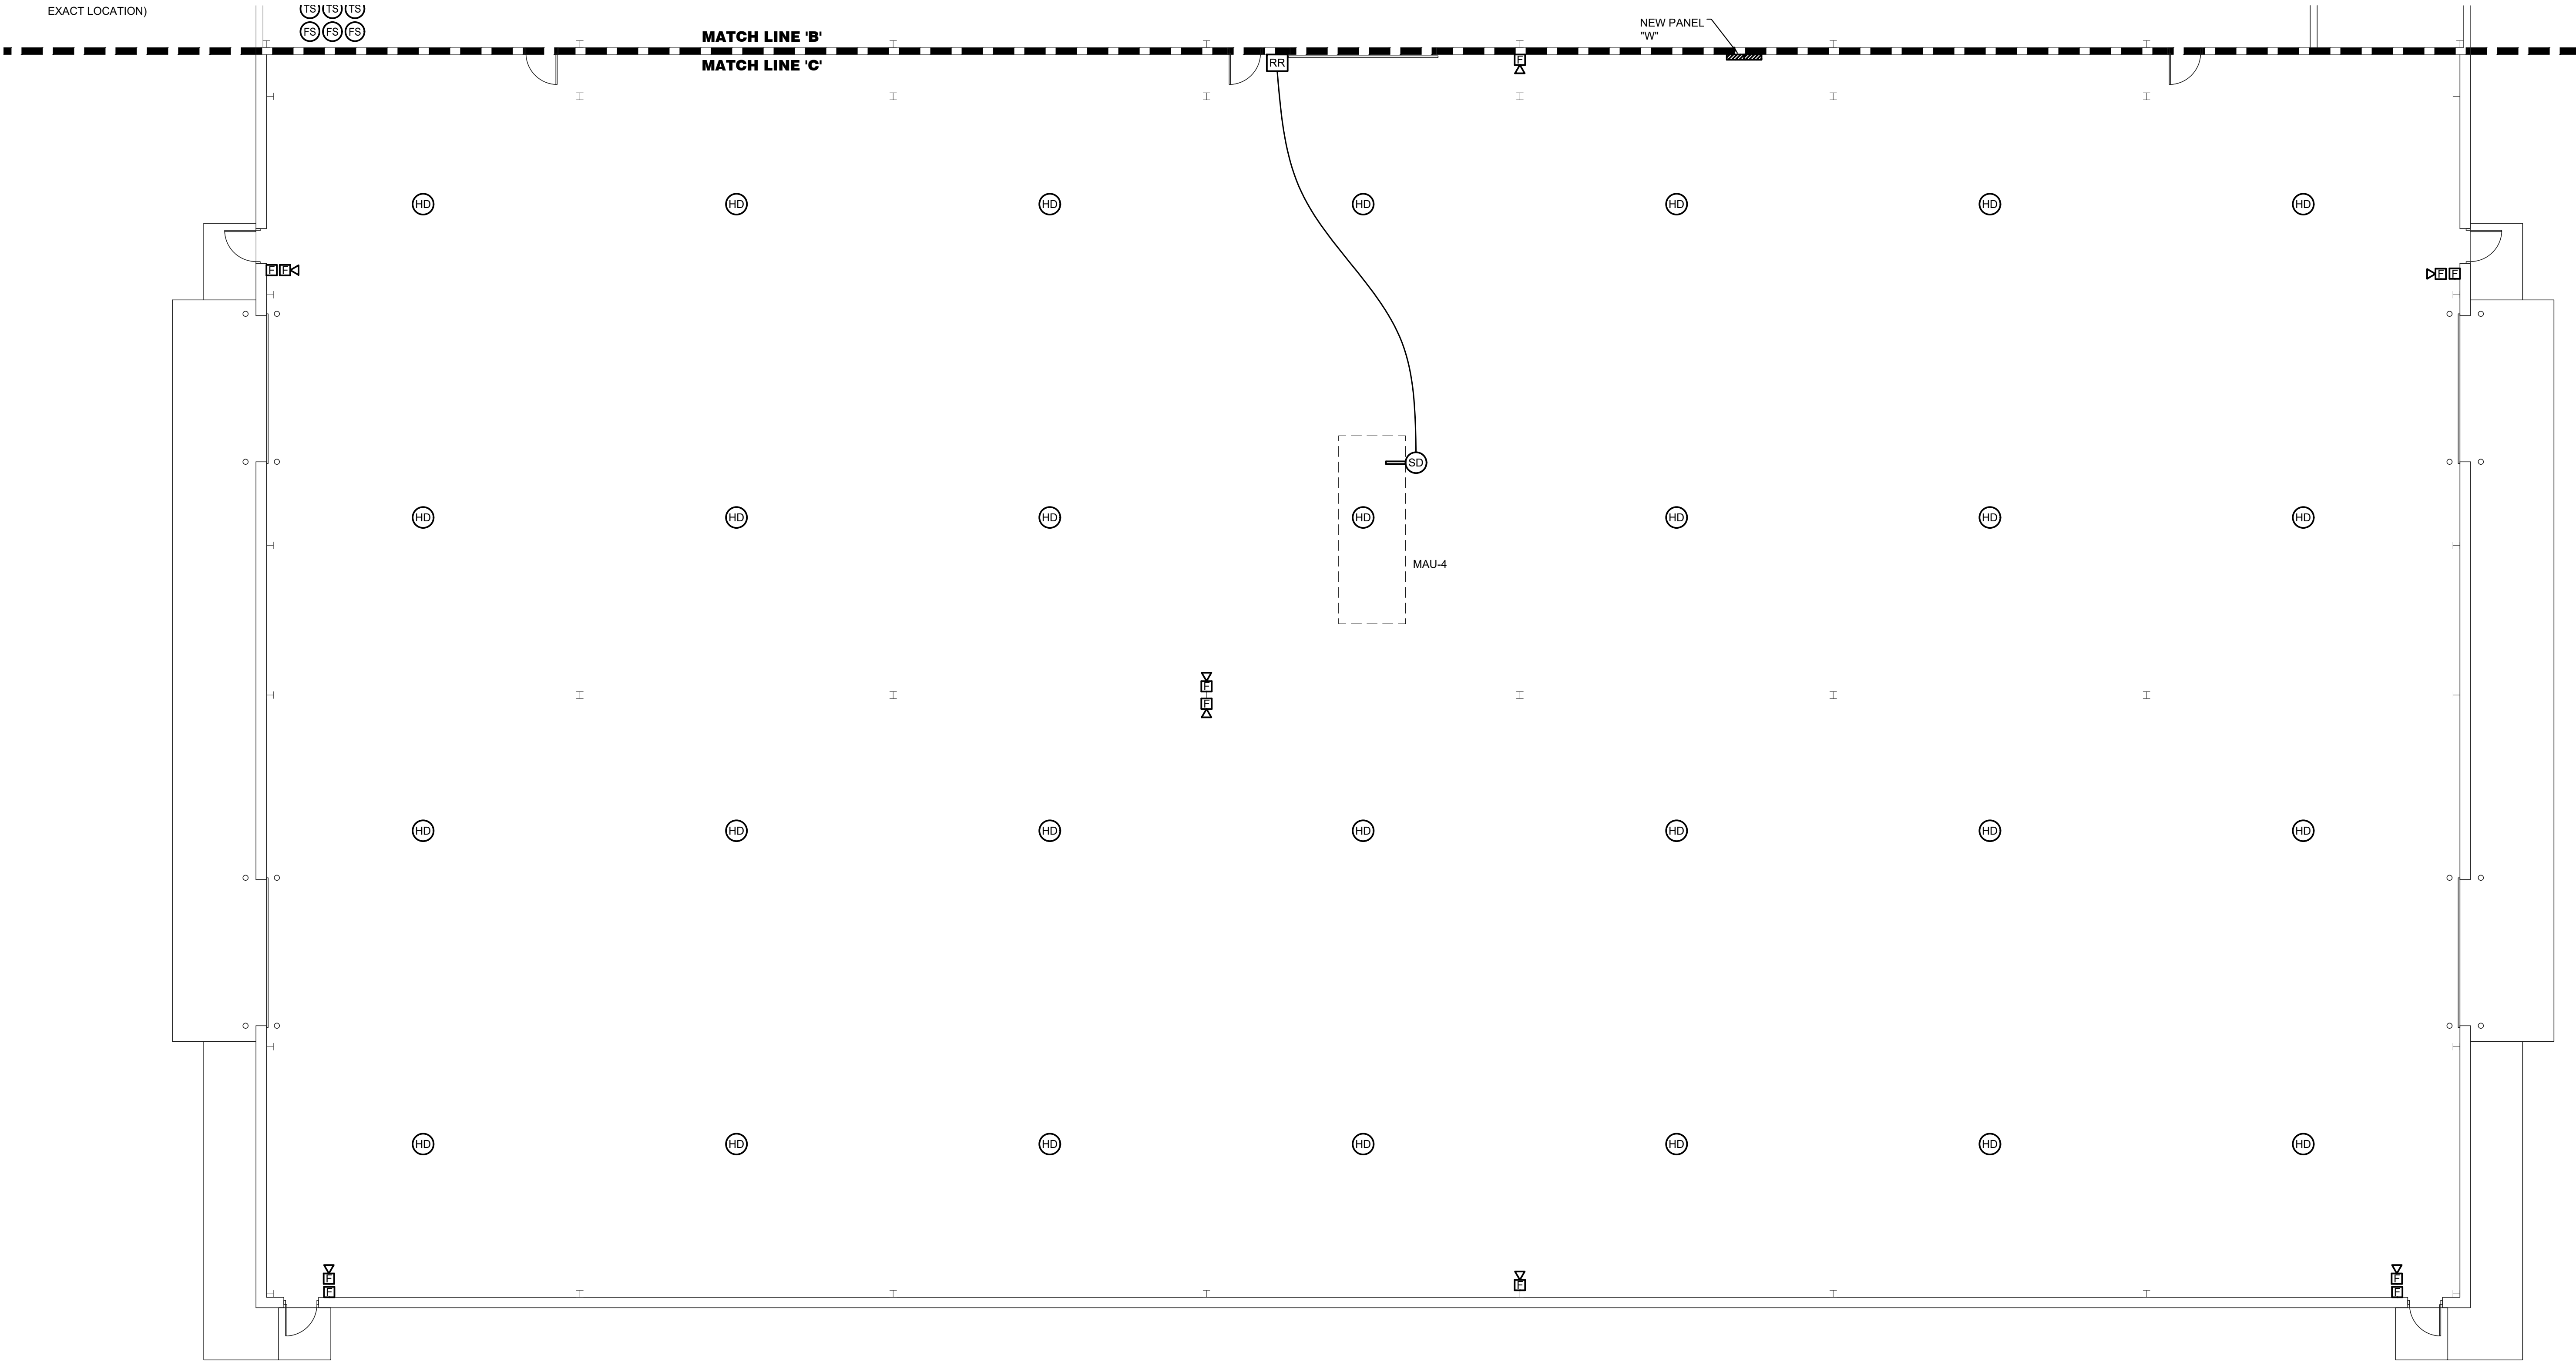 EXACT LOCATION)
TS TS TS
FS FS FS
MATCH LINE 'B'
NEW PANEL
"W"
MATCH LINE 'C'
RR
F
HD HD HD HD HD HD HD
F F
F F
SD
HD HD HD HD HD HD HD
MAU-4
F
F
HD HD HD HD HD HD HD
HD HD HD HD HD HD HD
F F F
F F